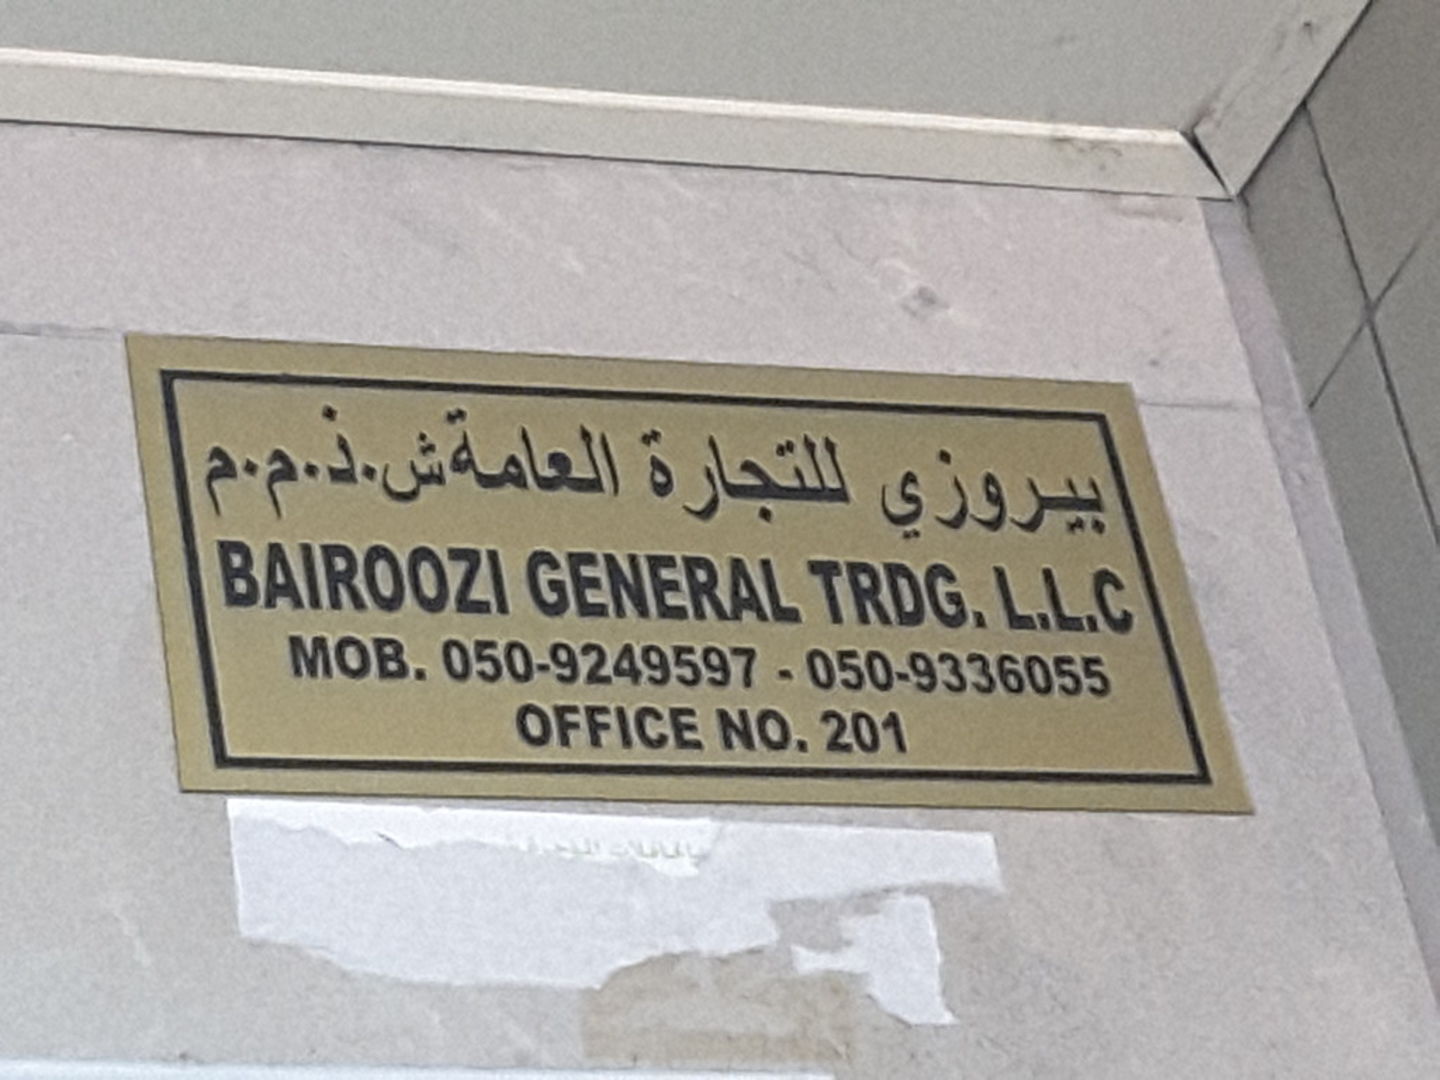 بيروزي للتجارة العامة ش.ذ.م.م
BAIROOZI GENERAL TRDG. L.L.C
MOB. 050-9249597 - 050-9336055
OFFICE NO. 201